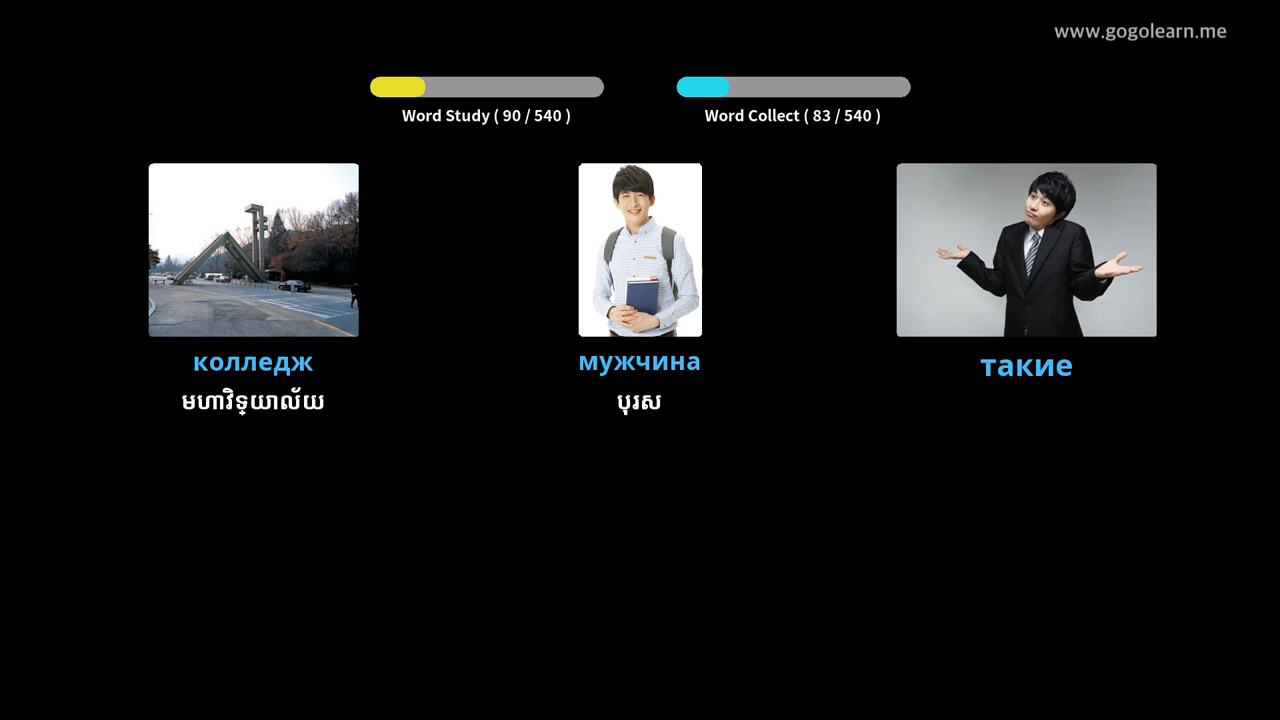 www.gogolearn.me
Word Study ( 90 / 540 )
Word Collect ( 83 / 540 )
колледж
មហាវិទ្យាល័យ
мужчина
បុរស
такие